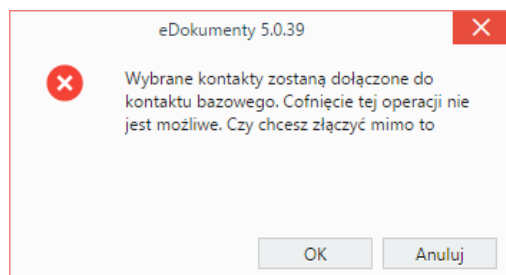 eDokumenty 5.0.39
Wybrane kontakty zostaną dołączone do
kontaktu bazowego. Cofnięcie tej operacji nie
jest możliwe. Czy chcesz złączyć mimo to
OK
Anuluj